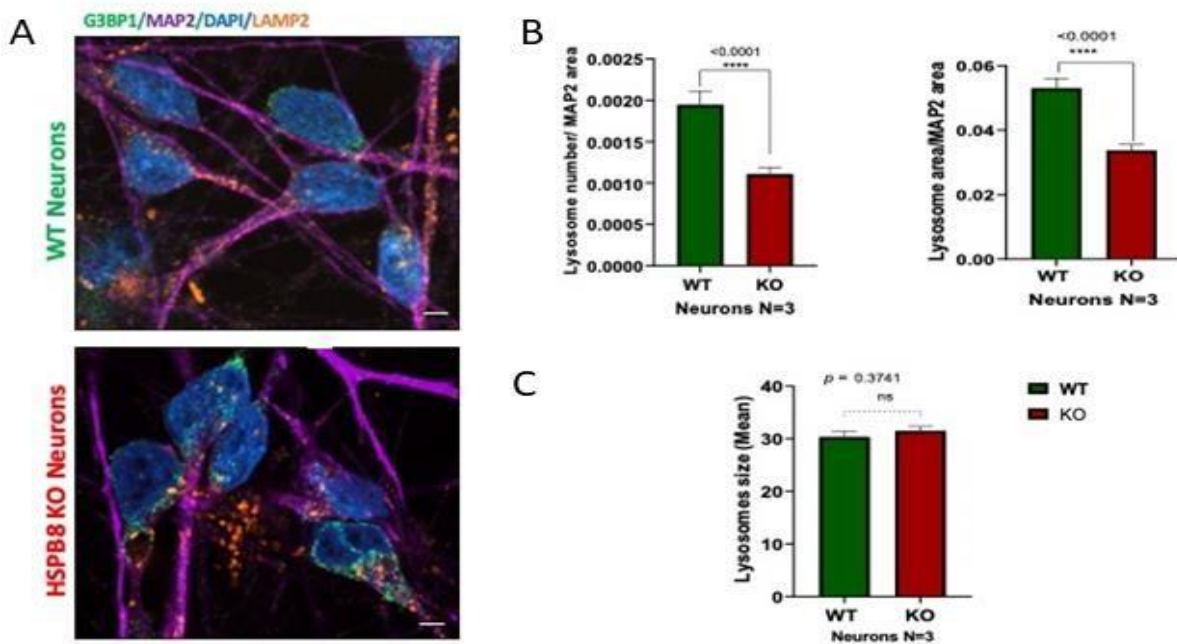 A
G3BP1/MAP2/DAPI/LAMP2
WT Neurons
HSPB8 KO Neurons
B
Lysosome number/ MAP2 area
<0.0001
****
0.0025
0.0020
0.0015
0.0010
0.0005
0.0000
WT KO
Neurons N=3
Lysosome area/MAP2 area
<0.0001
****
0.06
0.04
0.02
0.00
WT KO
Neurons N=3
C
Lysosomes size (Mean)
p = 0.3741
ns
40
30
20
10
0
WT KO
Neurons N=3
WT
KO